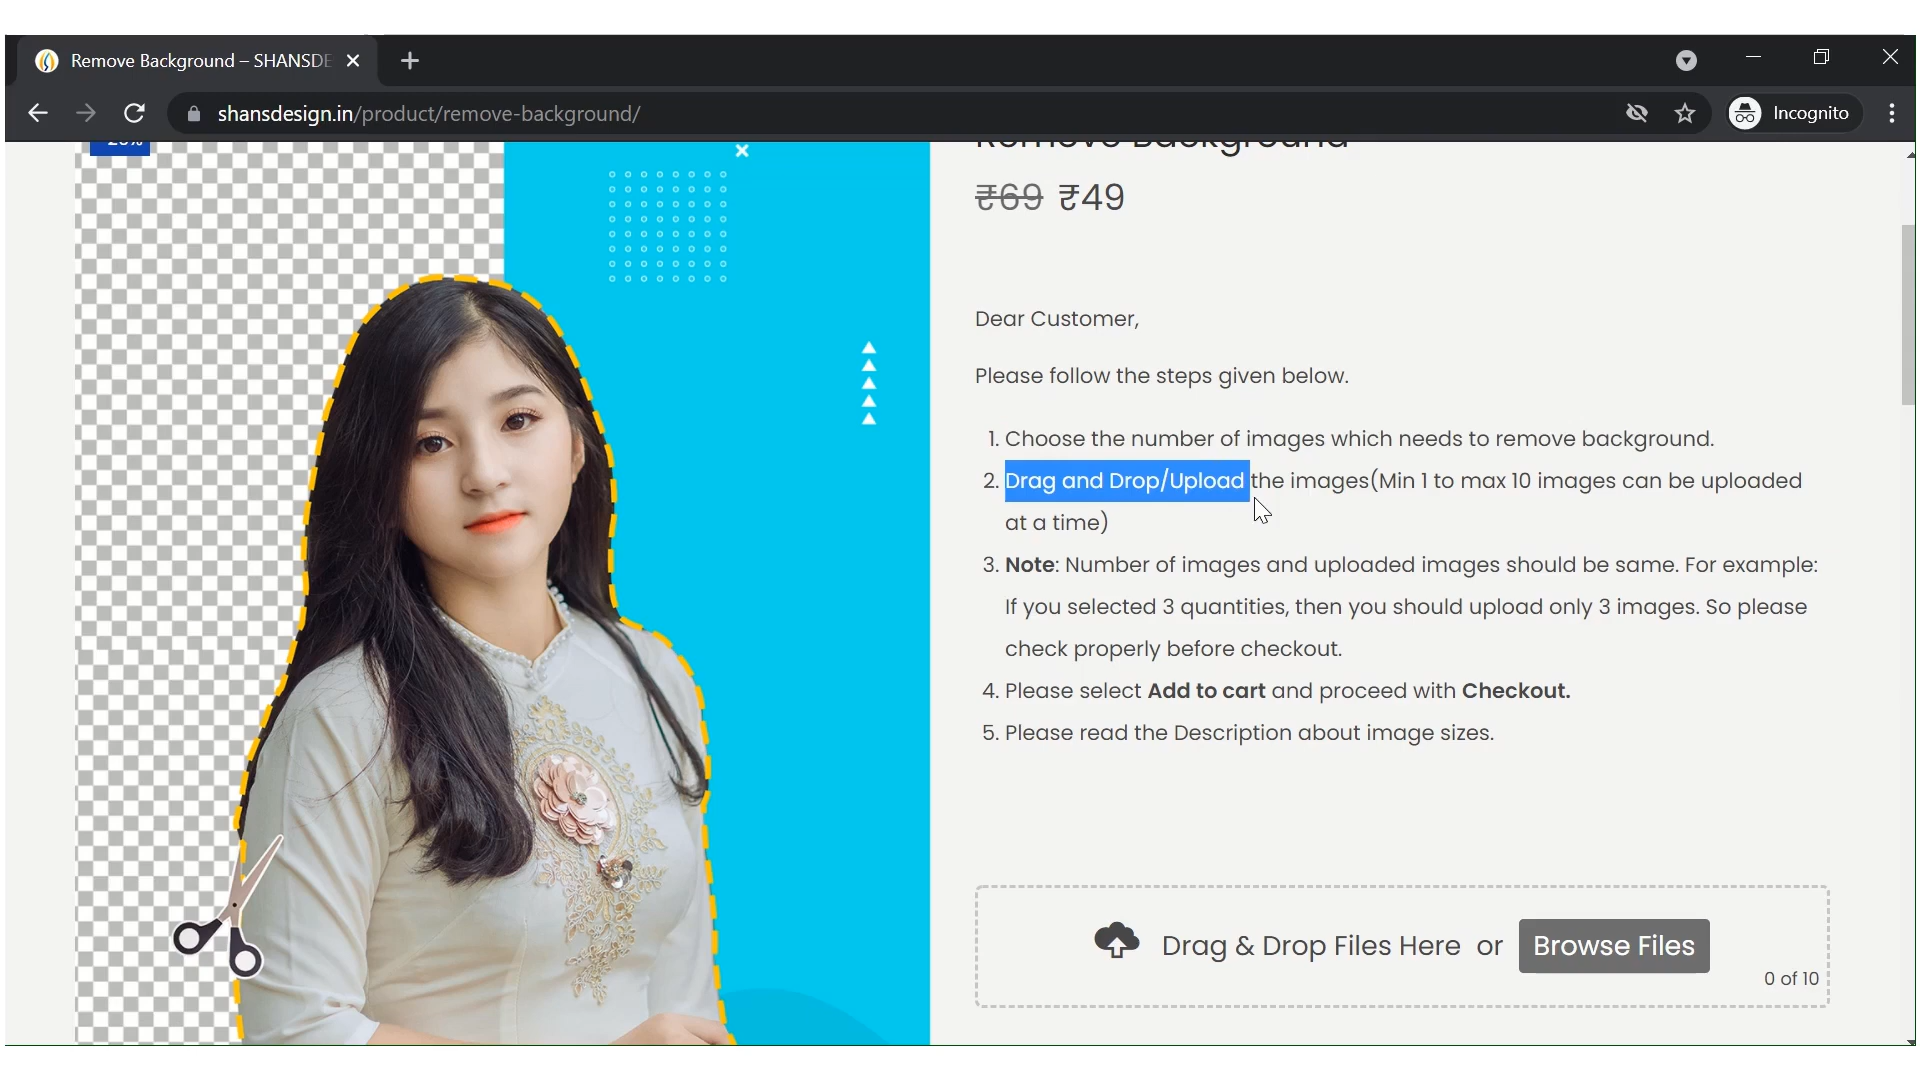 Remove Background – SHANSDE
shansdesign.in/product/remove-background/
Incognito
Remove Background
₹69 ₹49
Dear Customer,
Please follow the steps given below.
1. Choose the number of images which needs to remove background.
2. Drag and Drop/Upload the images(Min 1 to max 10 images can be uploaded
at a time)
3. Note: Number of images and uploaded images should be same. For example:
If you selected 3 quantities, then you should upload only 3 images. So please
check properly before checkout.
4. Please select Add to cart and proceed with Checkout.
5. Please read the Description about image sizes.
Drag & Drop Files Here or Browse Files
0 of 10